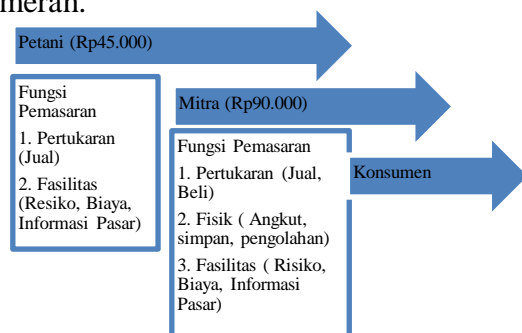 merah.
Petani (Rp45.000)
Fungsi
Pemasaran
1. Pertukaran
(Jual)
2. Fasilitas
(Resiko, Biaya,
Informasi Pasar)
Mitra (Rp90.000)
Fungsi Pemasaran
1. Pertukaran (Jual,
Beli)
2. Fisik ( Angkut,
simpan, pengolahan)
3. Fasilitas ( Risiko,
Biaya, Informasi
Pasar)
Konsumen